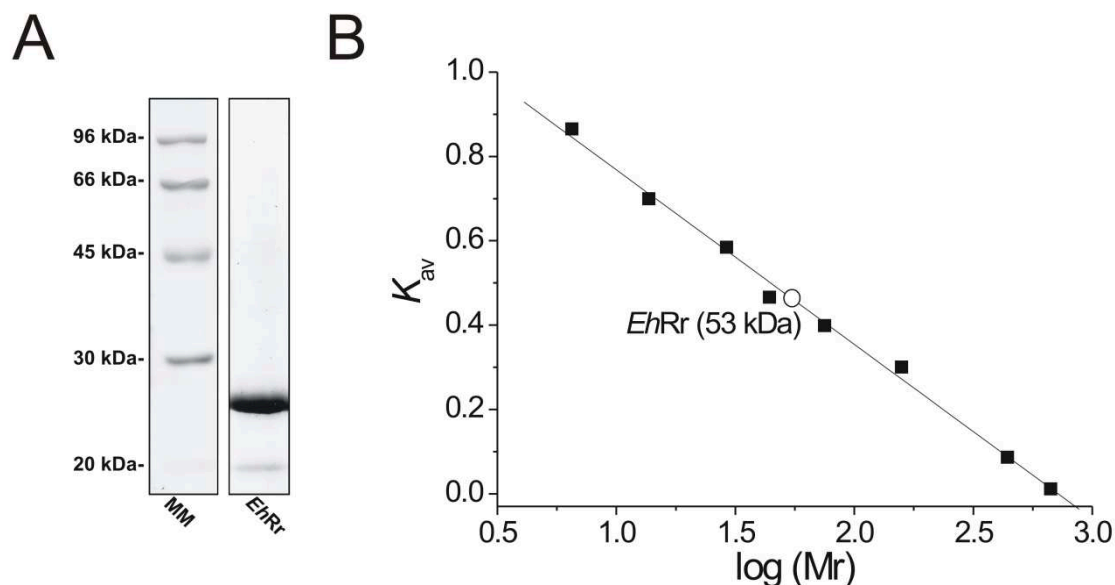 A
96 kDa-
66 kDa-
45 kDa-
30 kDa-
20 kDa-
MM
EhRr
B
1.0
0.8
0.6
0.4
0.2
0.0
Kav
EhRr (53 kDa)
0.5 1.0 1.5 2.0 2.5 3.0
log (Mr)